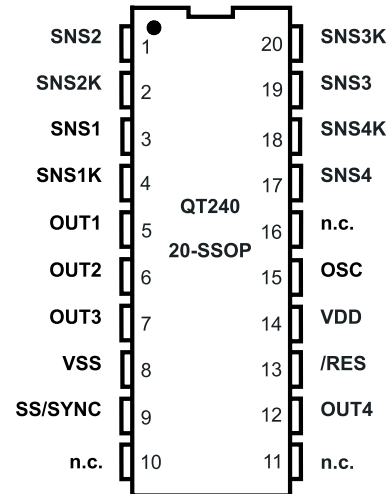 SNS2 1 20 SNS3K
SNS2K 2 19 SNS3
SNS1 3 18 SNS4K
SNS1K 4 17 SNS4
QT240
OUT1 5 16 n.c.
20-SSOP
OUT2 6 15 OSC
OUT3 7 14 VDD
VSS 8 13 /RES
SS/SYNC 9 12 OUT4
n.c. 10 11 n.c.